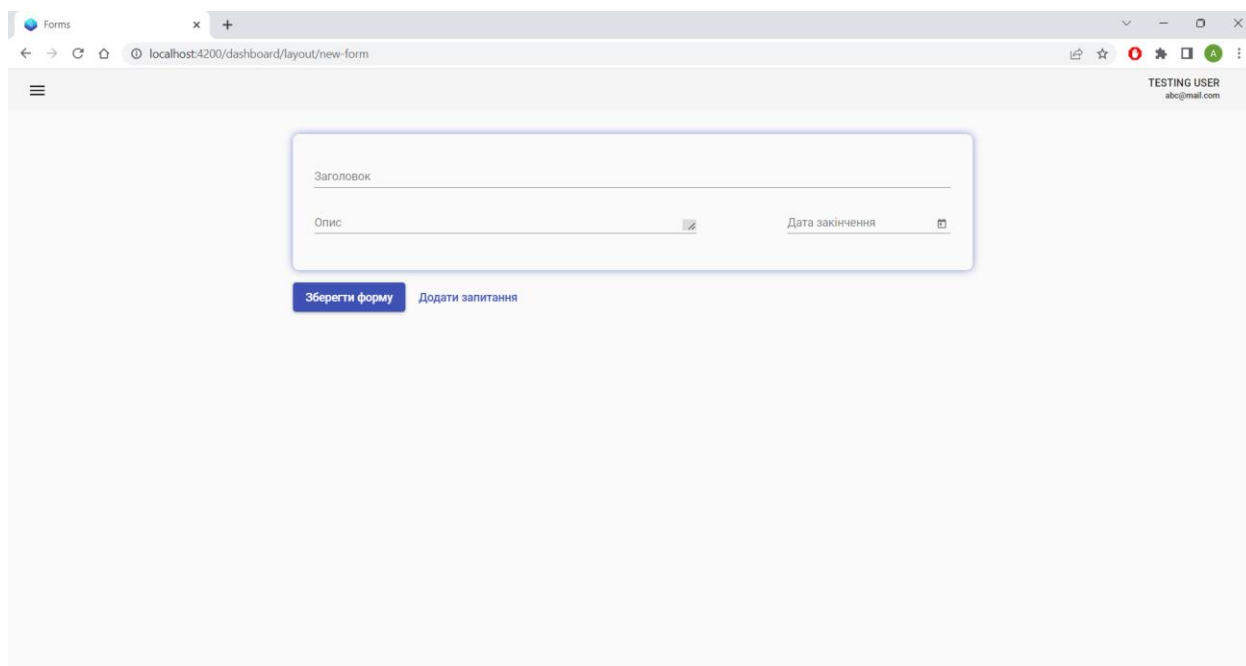 Forms
localhost:4200/dashboard/layout/new-form
A
TESTING USER
abc@mail.com
Заголовок
Опис
Дата закінчення
Зберегти форму
Додати запитання